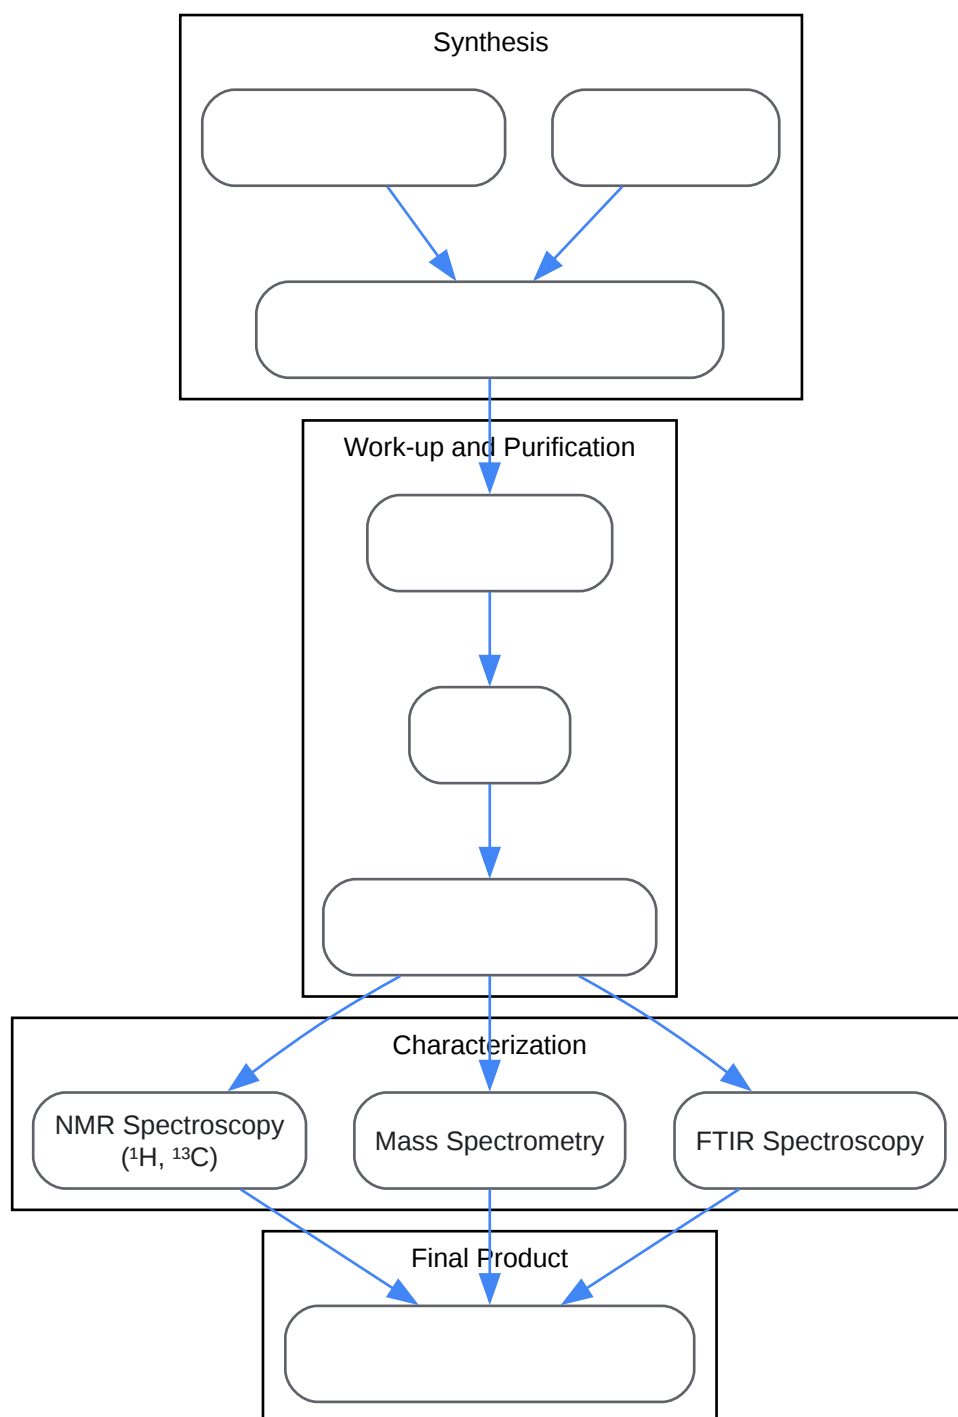 Synthesis
Work-up and Purification
Characterization
NMR Spectroscopy
(¹H, ¹³C)
Mass Spectrometry
FTIR Spectroscopy
Final Product